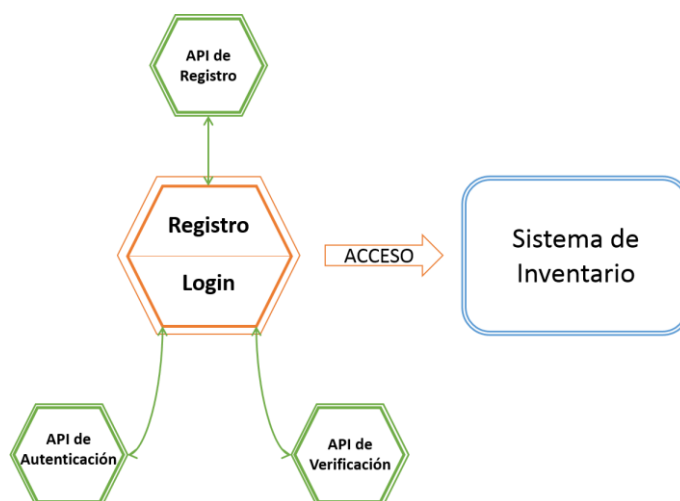 API de
Registro
Registro
Login
ACCESO
Sistema de
Inventario
API de
Autenticación
API de
Verificación